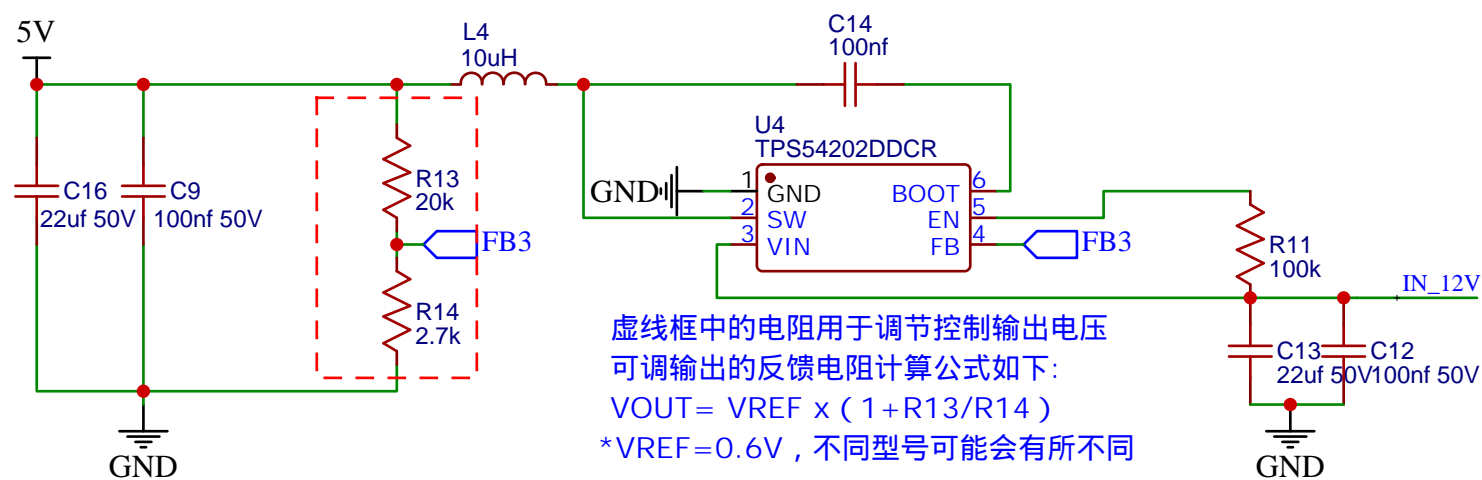 5V
L4
10uH
C14
100nf
U4
TPS54202DDCR
C16
22uf 50V
C9
100nf 50V
R13
20k
FB3
R14
2.7k
GND
GND
1
GND
2
SW
3
VIN
BOOT
6
EN
5
FB
4
FB3
R11
100k
IN_12V
C13
22uf 50V
C12
100nf 50V
GND
虚线框中的电阻用于调节控制输出电压
可调输出的反馈电阻计算公式如下:
VOUT= VREF x(1+R13/R14)
*VREF=0.6V,不同型号可能会有所不同